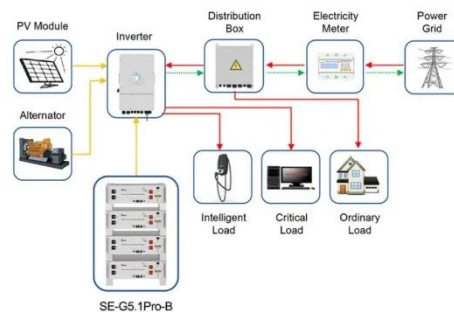 PV Module
Inverter
Distribution
Box
Electricity
Meter
Power
Grid
Alternator
Intelligent
Load
Critical
Load
Ordinary
Load
SE-G5.1Pro-B